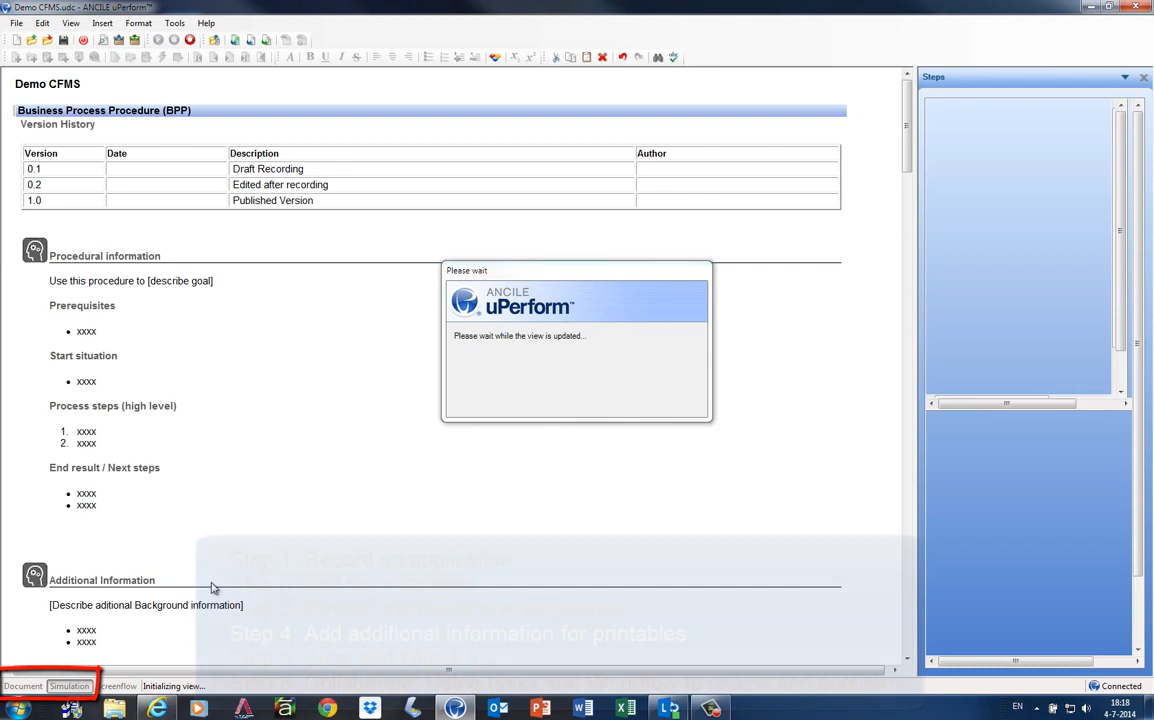 Demo CFMS.udc - ANCILE uPerform™
File Edit View Insert Format Tools Help
Demo CFMS
Business Process Procedure (BPP)
Version History
Version Date Description Author
0.1 Draft Recording
0.2 Edited after recording
1.0 Published Version
Procedural information
Use this procedure to [describe goal]
Prerequisites
• xxxx
Start situation
• xxxx
Process steps (high level)
1. xxxx
2. xxxx
End result / Next steps
• xxxx
• xxxx
Additional Information
[Describe aditional Background information]
• xxxx
• xxxx
Steps
Please wait
ANCILE
uPerform™
Please wait while the view is updated...
Step 1: Record an application
Step 4: Add additional information for printables
Document Simulation creenflow Initializing view...
Connected
EN
18:18
4-7-2014